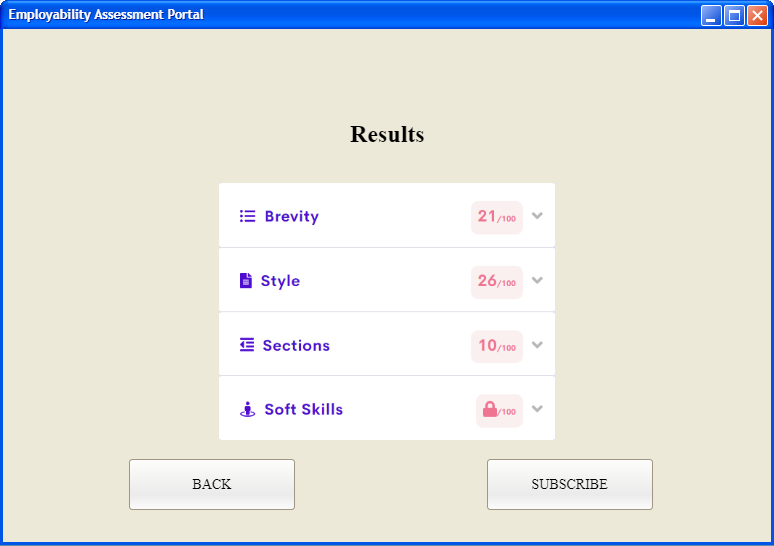 Employability Assessment Portal
Results
Brevity 21/100
Style 26/100
Sections 10/100
Soft Skills /100
BACK SUBSCRIBE